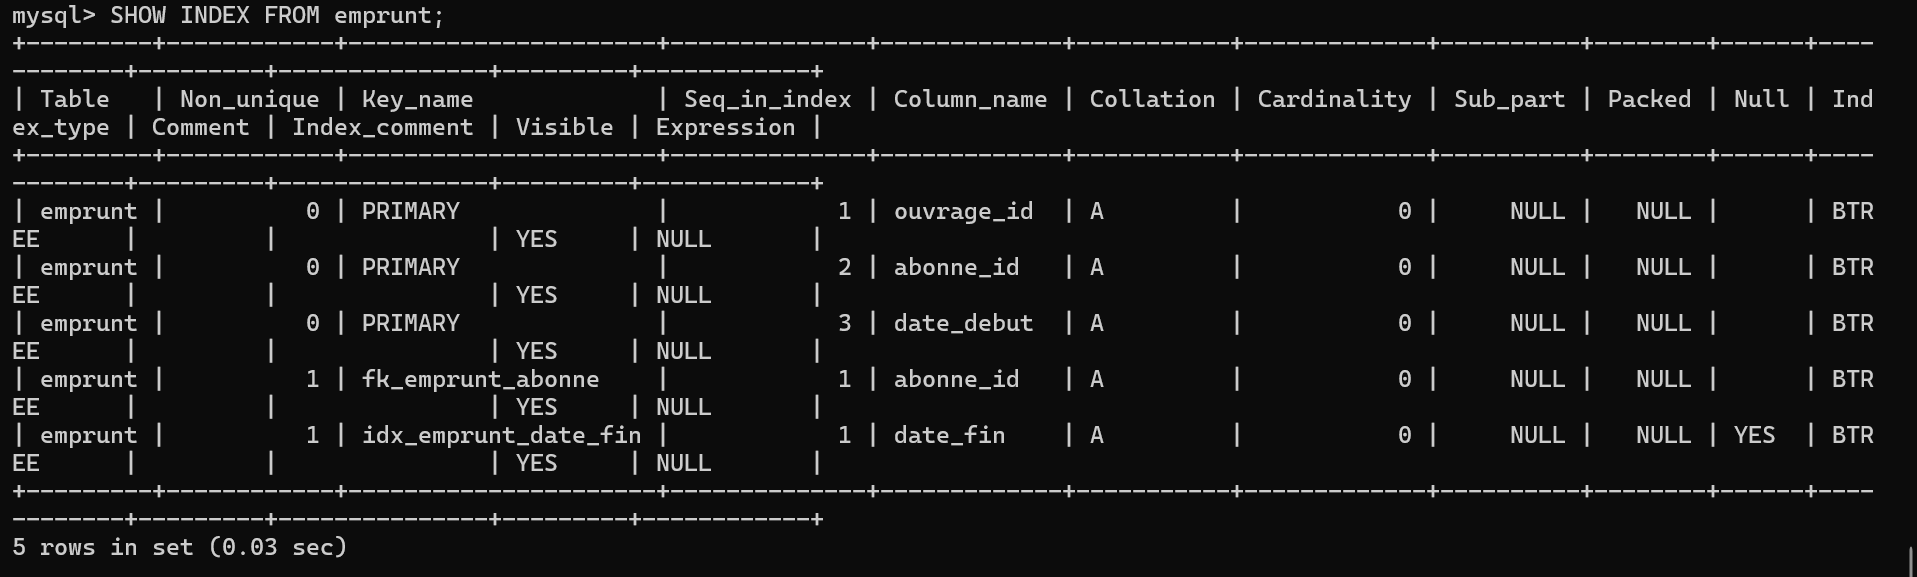 mysql> SHOW INDEX FROM emprunt;
+---------+------------+----------------------+--------------+-------------+-----------+-------------+----------+--------+------+----
--------+---------+---------------+---------+------------+
| Table   | Non_unique | Key_name             | Seq_in_index | Column_name | Collation | Cardinality | Sub_part | Packed | Null | Ind
ex_type | Comment | Index_comment | Visible | Expression |
+---------+------------+----------------------+--------------+-------------+-----------+-------------+----------+--------+------+----
--------+---------+---------------+---------+------------+
| emprunt |          0 | PRIMARY              |            1 | ouvrage_id  | A         |           0 |     NULL |   NULL |      | BTR
EE      |         |               | YES     | NULL       |
| emprunt |          0 | PRIMARY              |            2 | abonne_id   | A         |           0 |     NULL |   NULL |      | BTR
EE      |         |               | YES     | NULL       |
| emprunt |          0 | PRIMARY              |            3 | date_debut  | A         |           0 |     NULL |   NULL |      | BTR
EE      |         |               | YES     | NULL       |
| emprunt |          1 | fk_emprunt_abonne    |            1 | abonne_id   | A         |           0 |     NULL |   NULL |      | BTR
EE      |         |               | YES     | NULL       |
| emprunt |          1 | idx_emprunt_date_fin |            1 | date_fin    | A         |           0 |     NULL |   NULL | YES  | BTR
EE      |         |               | YES     | NULL       |
+---------+------------+----------------------+--------------+-------------+-----------+-------------+----------+--------+------+----
--------+---------+---------------+---------+------------+
5 rows in set (0.03 sec)